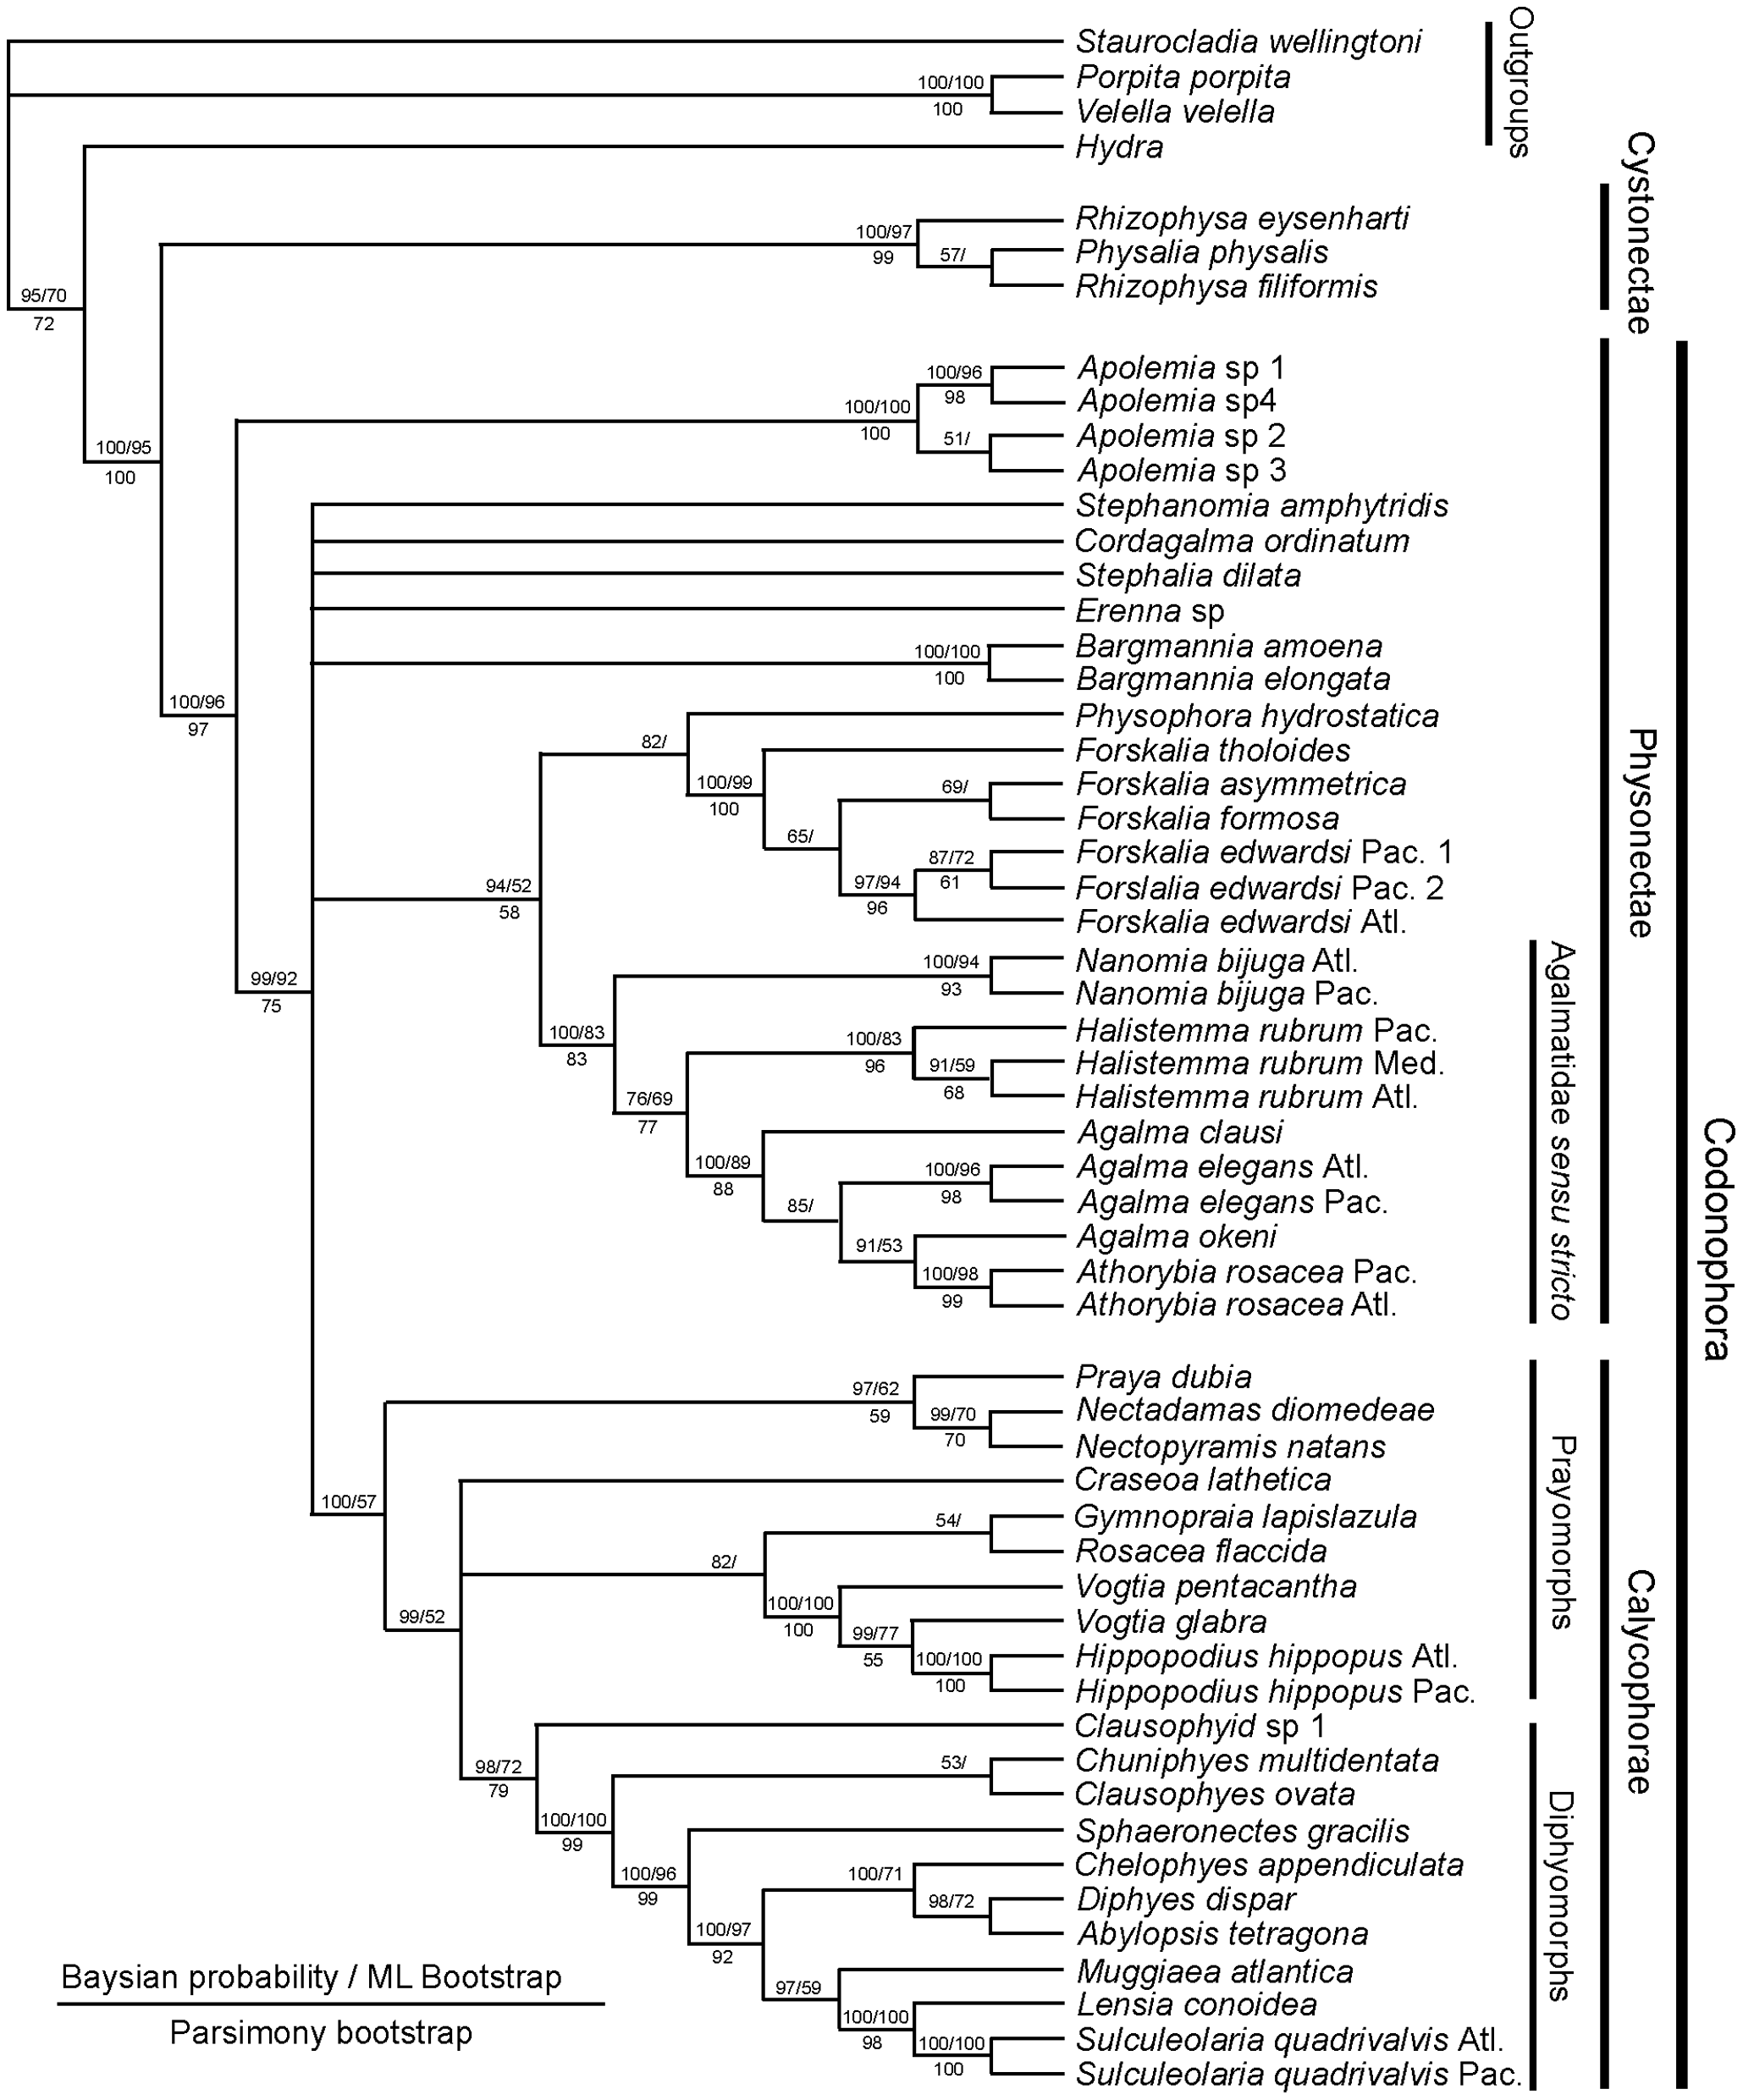 Outgroups
Staurocladia wellingtoni
100/100
100
Porpita porpita
Velella velella
Hydra
95/70
72
Cystonectae
100/97
99
57/
Rhizophysa eysenharti
Physalia physalis
Rhizophysa filiformis
100/95
100
Codonophora
Physonectae
100/96
97
100/100
100
100/96
98
51/
Apolemia sp 1
Apolemia sp4
Apolemia sp 2
Apolemia sp 3
99/92
75
Stephanomia amphytridis
Cordagalma ordinatum
Stephalia dilata
Erenna sp
100/100
100
Bargmannia amoena
Bargmannia elongata
94/52
58
82/
Physophora hydrostatica
100/99
100
Forskalia tholoides
65/
69/
Forskalia asymmetrica
Forskalia formosa
97/94
96
87/72
61
Forskalia edwardsi Pac. 1
Forslalia edwardsi Pac. 2
Forskalia edwardsi Atl.
Agalmatidae sensu stricto
100/83
83
100/94
93
Nanomia bijuga Atl.
Nanomia bijuga Pac.
76/69
77
100/83
96
91/59
68
Halistemma rubrum Pac.
Halistemma rubrum Med.
Halistemma rubrum Atl.
100/89
88
Agalma clausi
85/
100/96
98
Agalma elegans Atl.
Agalma elegans Pac.
91/53
Agalma okeni
100/98
99
Athorybia rosacea Pac.
Athorybia rosacea Atl.
Calycophorae
Prayomorphs
100/57
97/62
59
99/70
70
Praya dubia
Nectadamas diomedeae
Nectopyramis natans
99/52
Craseoa lathetica
82/
54/
Gymnopraia lapislazula
Rosacea flaccida
100/100
100
Vogtia pentacantha
99/77
55
Vogtia glabra
100/100
100
Hippopodius hippopus Atl.
Hippopodius hippopus Pac.
Diphyomorphs
98/72
79
Clausophyid sp 1
100/100
99
53/
Chuniphyes multidentata
Clausophyes ovata
100/96
99
Sphaeronectes gracilis
100/97
92
100/71
98/72
Chelophyes appendiculata
Diphyes dispar
Abylopsis tetragona
97/59
Muggiaea atlantica
100/100
98
Lensia conoidea
100/100
100
Sulculeolaria quadrivalvis Atl.
Sulculeolaria quadrivalvis Pac.
Baysian probability / ML Bootstrap
Parsimony bootstrap